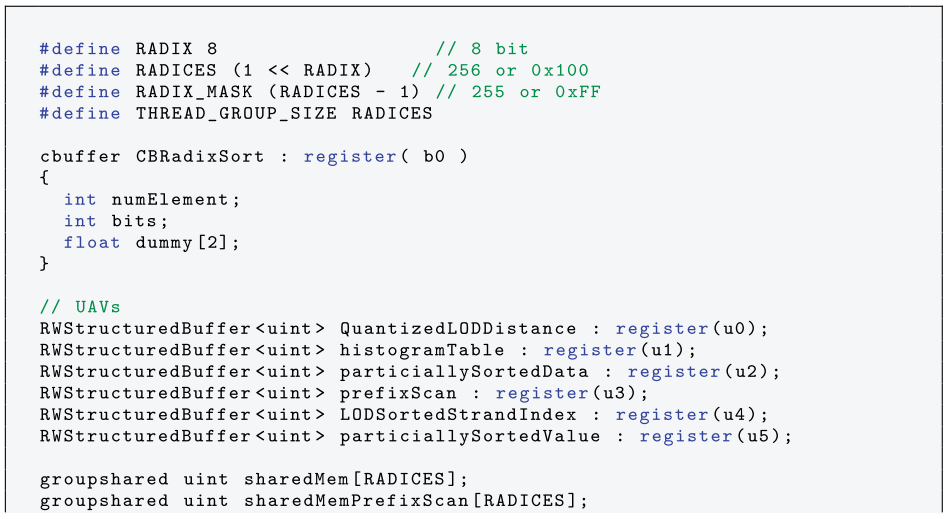 #define RADIX 8 // 8 bit
#define RADICES (1 << RADIX) // 256 or 0x100
#define RADIX_MASK (RADICES - 1) // 255 or 0xFF
#define THREAD_GROUP_SIZE RADICES
cbuffer CBRadixSort : register( b0 )
{
int numElement;
int bits;
float dummy[2];
}
// UAVs
RWStructuredBuffer<uint> QuantizedLODDistance : register(u0);
RWStructuredBuffer<uint> histogramTable : register(u1);
RWStructuredBuffer<uint> particiallySortedData : register(u2);
RWStructuredBuffer<uint> prefixScan : register(u3);
RWStructuredBuffer<uint> LODSortedStrandIndex : register(u4);
RWStructuredBuffer<uint> particiallySortedValue : register(u5);
groupshared uint sharedMem[RADICES];
groupshared uint sharedMemPrefixScan[RADICES];